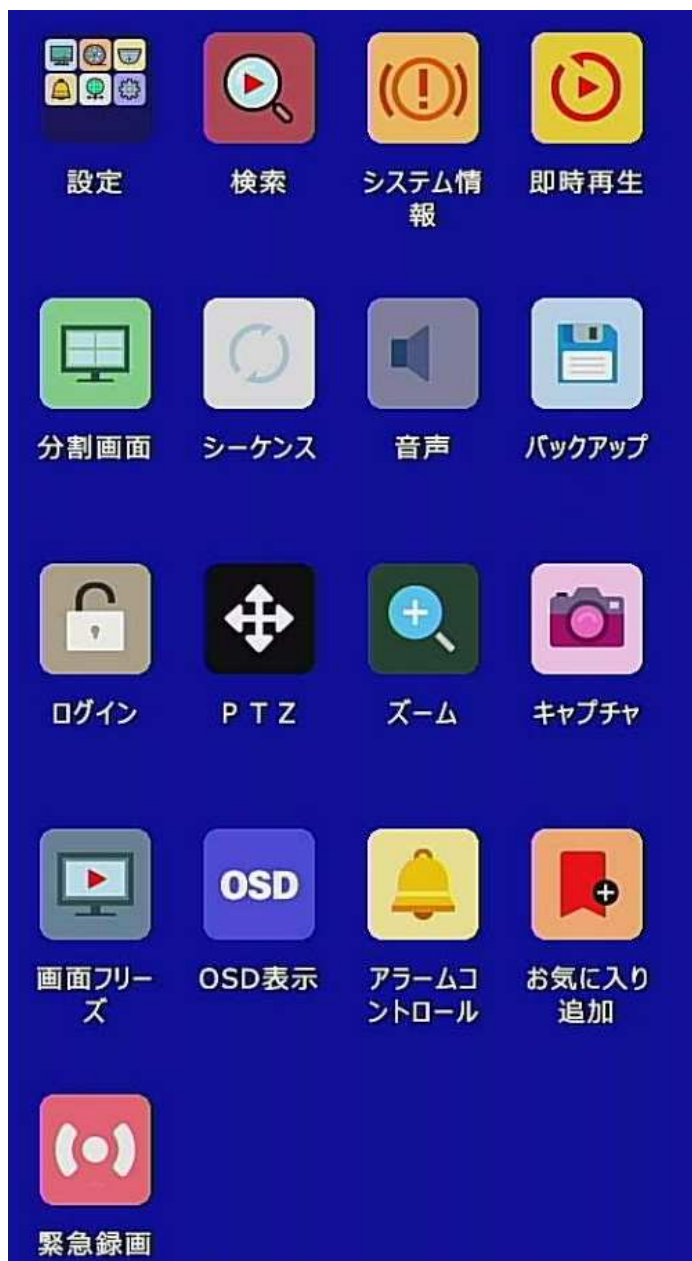 設定
検索
システム情
報
即時再生
分割画面
シーケンス
音声
バックアップ
ログイン
ＰＴＺ
ズーム
キャプチャ
画面フリー
ズ
OSD
OSD表示
アラームコ
ントロール
お気に入り
追加
緊急録画